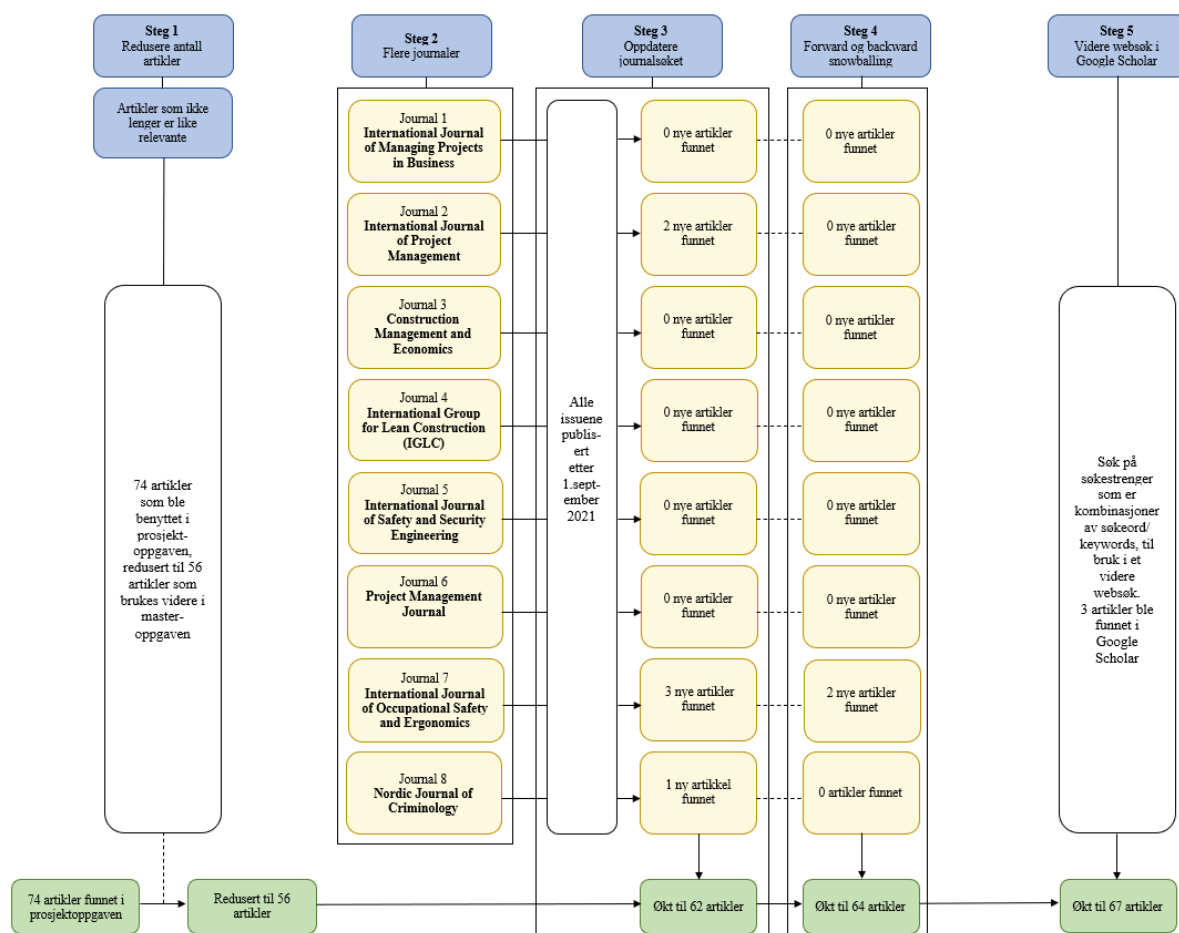 Steg 1
Redusere antall
artikler
Artikler som ikke
lenger er like
relevante
74 artikler
som ble
benyttet i
prosjekt-
oppgaven,
redusert til 56
artikler som
brukes videre i
master-
oppgaven
Steg 2
Flere journaler
Journal 1
International Journal
of Managing Projects
in Business
Journal 2
International Journal
of Project
Management
Journal 3
Construction
Management and
Economics
Journal 4
International Group
for Lean Construction
(IGLC)
Journal 5
International Journal
of Safety and Security
Engineering
Journal 6
Project Management
Journal
Journal 7
International Journal
of Occupational Safety
and Ergonomics
Journal 8
Nordic Journal of
Criminology
Steg 3
Oppdatere
journalsøket
Alle
issuene
publis-
ert
etter
1.sept-
ember
2021
0 nye artikler
funnet
2 nye artikler
funnet
0 nye artikler
funnet
0 nye artikler
funnet
0 nye artikler
funnet
0 nye artikler
funnet
3 nye artikler
funnet
1 ny artikkel
funnet
Steg 4
Forward og backward
snowballing
0 nye artikler
funnet
0 nye artikler
funnet
0 nye artikler
funnet
0 nye artikler
funnet
0 nye artikler
funnet
0 nye artikler
funnet
2 nye artikler
funnet
0 artikler funnet
Steg 5
Videre websøk i
Google Scholar
Søk på
søkestrenger
som er
kombinasjoner
av søkeord/
keywords, til
bruk i et
videre
websøk.
3 artikler ble
funnet i
Google
Scholar
74 artikler funnet i
prosjektoppgaven
Redusert til 56
artikler
Økt til 62 artikler
Økt til 64 artikler
Økt til 67 artikler